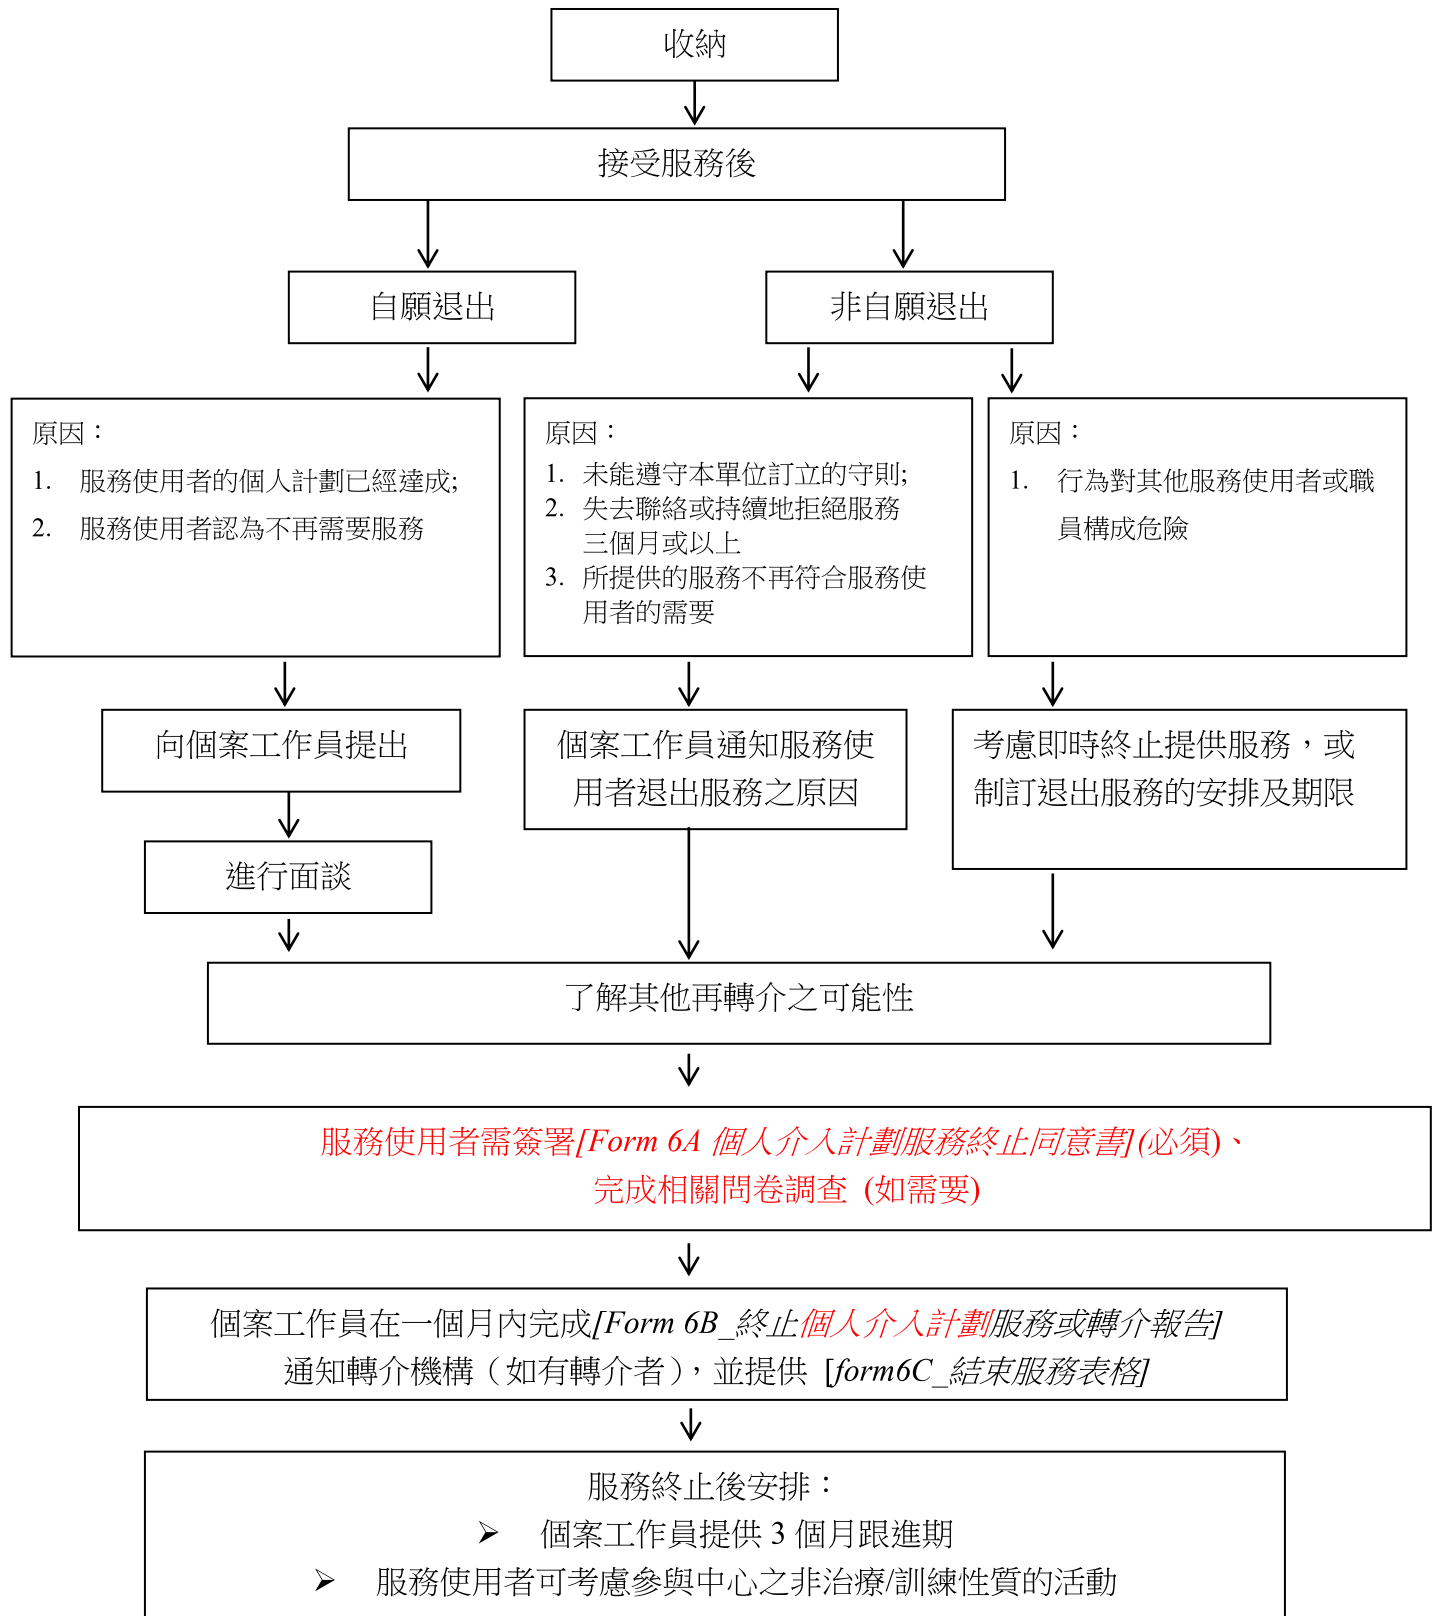 收納
接受服務後
自願退出
非自願退出
原因：
1. 服務使用者的個人計劃已經達成;
2. 服務使用者認為不再需要服務
原因：
1. 未能遵守本單位訂立的守則;
2. 失去聯絡或持續地拒絕服務
三個月或以上
3. 所提供的服務不再符合服務使
用者的需要
原因：
1. 行為對其他服務使用者或職
員構成危險
向個案工作員提出
進行面談
個案工作員通知服務使
用者退出服務之原因
考慮即時終止提供服務，或
制訂退出服務的安排及期限
了解其他再轉介之可能性
服務使用者需簽署[Form 6A 個人介入計劃服務終止同意書](必須)、
完成相關問卷調查 (如需要)
個案工作員在一個月內完成[Form 6B_終止個人介入計劃服務或轉介報告]
通知轉介機構（如有轉介者），並提供 [form6C_結束服務表格]
服務終止後安排：
➢ 個案工作員提供 3 個月跟進期
➢ 服務使用者可考慮參與中心之非治療/訓練性質的活動